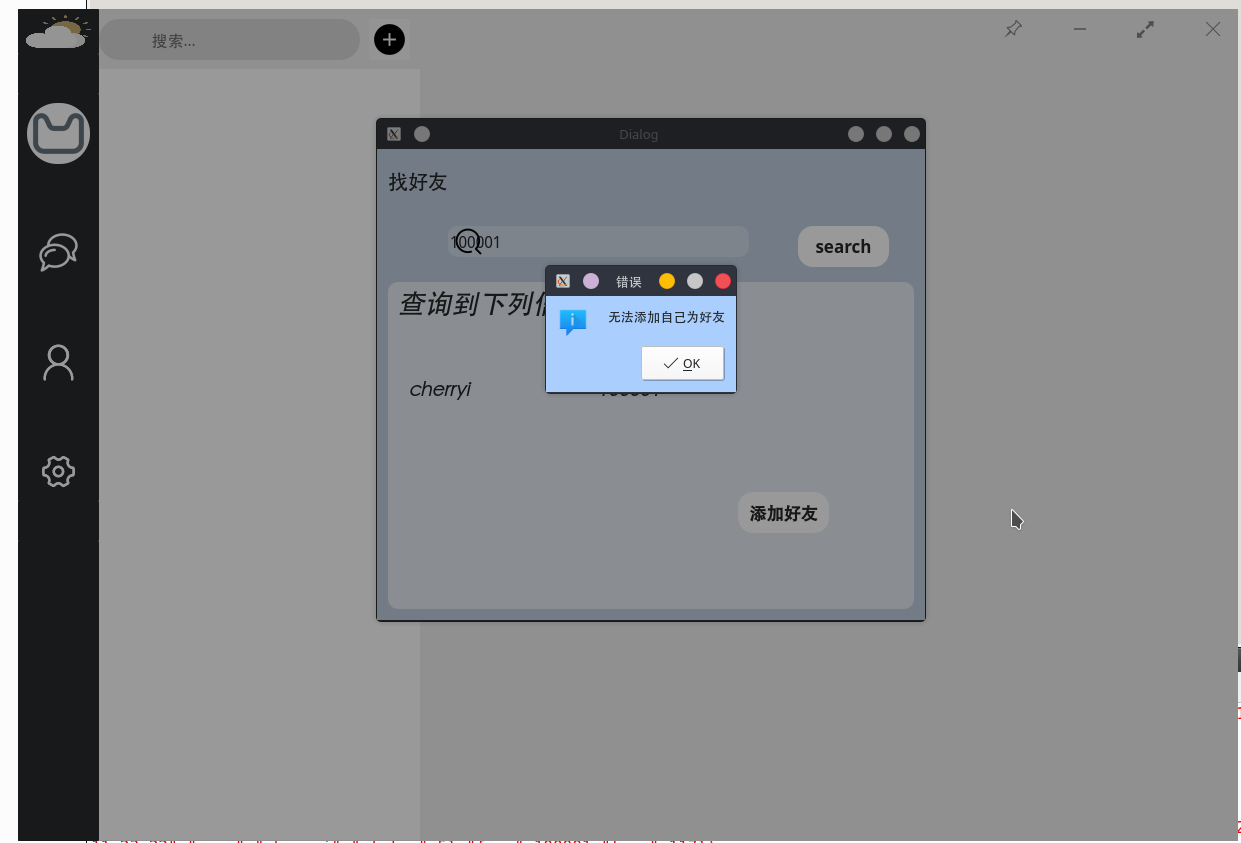 搜索...
Dialog
找好友
100001
search
错误
查询到下列
无法添加自己为好友
OK
cherryi
100001
添加好友